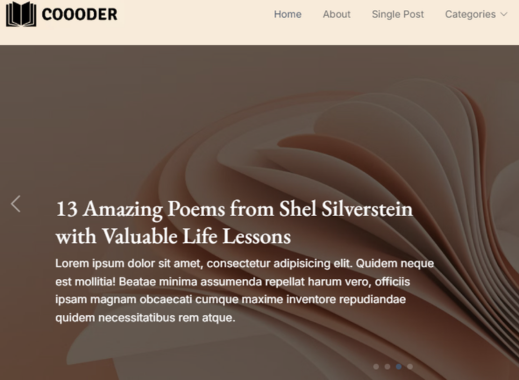 COOODER
Home About Single Post Categories
13 Amazing Poems from Shel Silverstein
with Valuable Life Lessons
Lorem ipsum dolor sit amet, consectetur adipisicing elit. Quidem neque
est mollitia! Beatae minima assumenda repellat harum vero, officiis
ipsam magnam obcaecati cumque maxime inventore repudiandae
quidem necessitatibus rem atque.